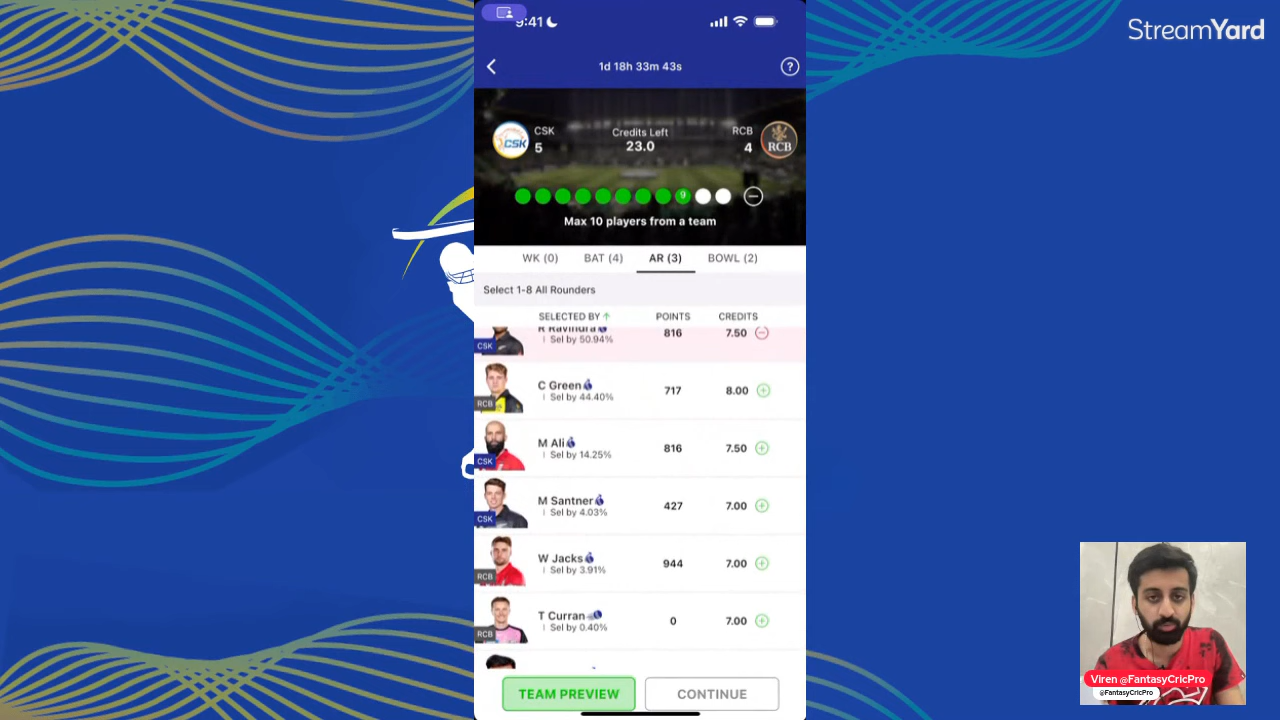 9:41
StreamYard
1d 18h 33m 43s
?
CSK
5
Credits Left
23.0
RCB
4
CSK
RCB
9
Max 10 players from a team
WK (0) BAT (4) AR (3) BOWL (2)
Select 1-8 All Rounders
SELECTED BY ↑ POINTS CREDITS
R Ravindra
Sel by 50.94%
816 7.50
CSK
C Green
Sel by 44.40%
717 8.00
RCB
M Ali
Sel by 14.25%
816 7.50
CSK
M Santner
Sel by 4.03%
427 7.00
CSK
W Jacks
Sel by 3.91%
944 7.00
RCB
T Curran
Sel by 0.40%
0 7.00
RCB
TEAM PREVIEW CONTINUE
Viren @FantasyCricPro
@FantasyCricPro